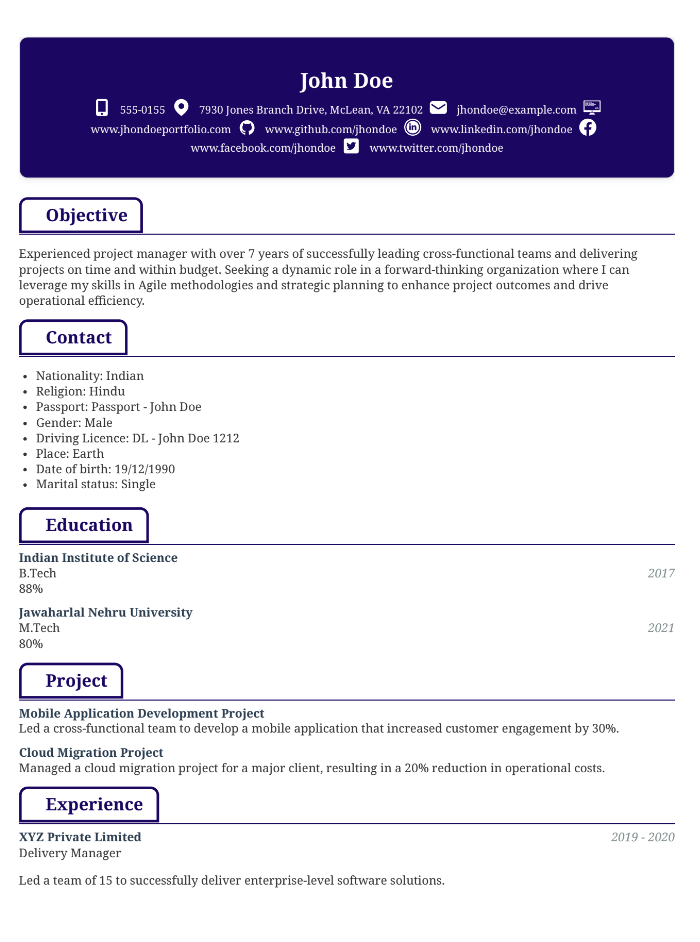 John Doe
555-0155 7930 Jones Branch Drive, McLean, VA 22102 jhondoe@example.com
www.jhondoeportfolio.com www.github.com/jhondoe www.linkedin.com/jhondoe
www.facebook.com/jhondoe www.twitter.com/jhondoe
Objective
Experienced project manager with over 7 years of successfully leading cross-functional teams and delivering
projects on time and within budget. Seeking a dynamic role in a forward-thinking organization where I can
leverage my skills in Agile methodologies and strategic planning to enhance project outcomes and drive
operational efficiency.
Contact
• Nationality: Indian
• Religion: Hindu
• Passport: Passport - John Doe
• Gender: Male
• Driving Licence: DL - John Doe 1212
• Place: Earth
• Date of birth: 19/12/1990
• Marital status: Single
Education
Indian Institute of Science
B.Tech 2017
88%
Jawaharlal Nehru University
M.Tech 2021
80%
Project
Mobile Application Development Project
Led a cross-functional team to develop a mobile application that increased customer engagement by 30%.
Cloud Migration Project
Managed a cloud migration project for a major client, resulting in a 20% reduction in operational costs.
Experience
XYZ Private Limited 2019 - 2020
Delivery Manager
Led a team of 15 to successfully deliver enterprise-level software solutions.